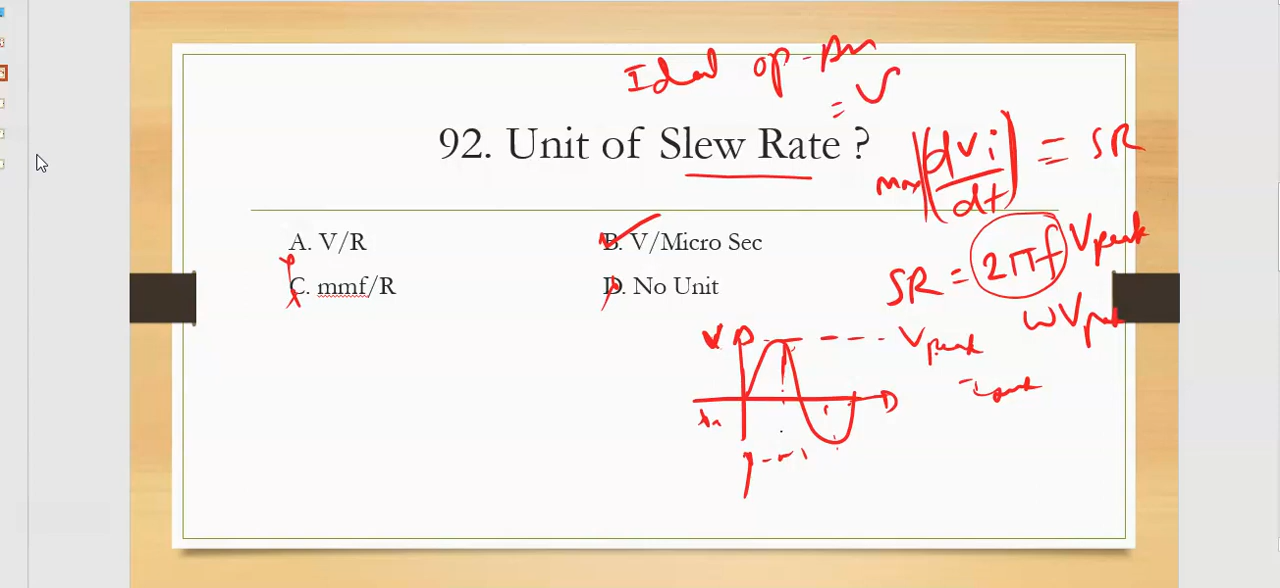 Ideal op-Am
= V
92. Unit of Slew Rate ?
max |dVi/dt| = SR
A. V/R
B. V/Micro Sec
C. mmf/R
D. No Unit
SR = 2πf Vpeak
ωVpeak
V
Vpeak